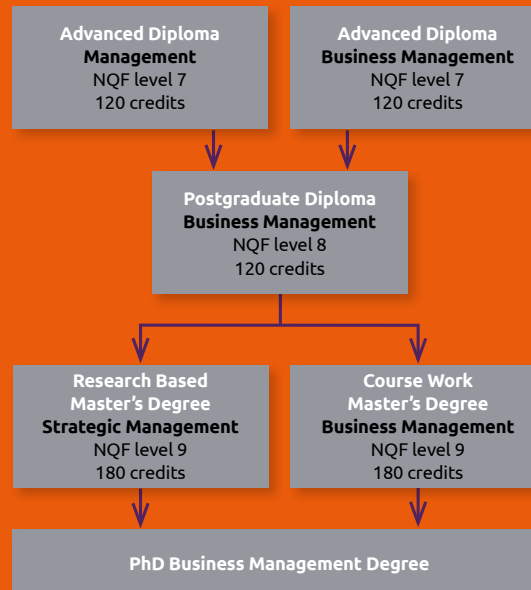 Advanced Diploma
Management
NQF level 7
120 credits
Advanced Diploma
Business Management
NQF level 7
120 credits
Postgraduate Diploma
Business Management
NQF level 8
120 credits
Research Based
Master's Degree
Strategic Management
NQF level 9
180 credits
Course Work
Master's Degree
Business Management
NQF level 9
180 credits
PhD Business Management Degree